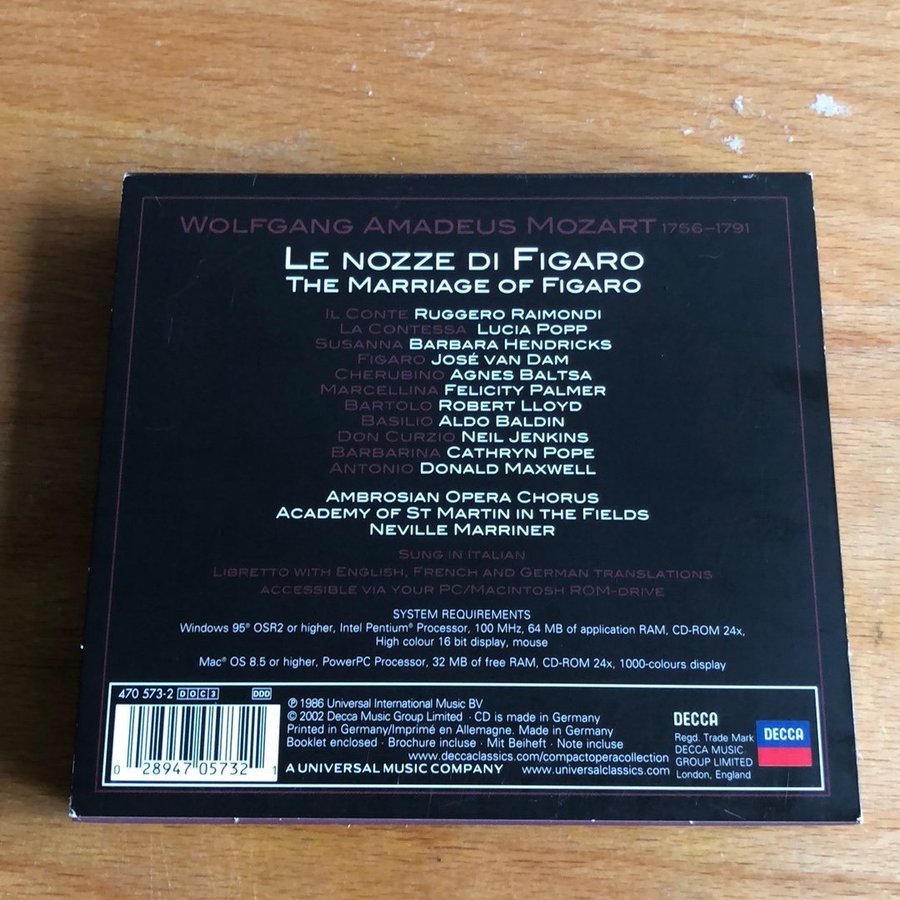 WOLFGANG AMADEUS MOZART 1756–1791
LE NOZZE DI FIGARO
THE MARRIAGE OF FIGARO
IL CONTE RUGGERO RAIMONDI
LA CONTESSA LUCIA POPP
SUSANNA BARBARA HENDRICKS
FIGARO JOSÉ VAN DAM
CHERUBINO AGNES BALTSA
MARCELLINA FELICITY PALMER
BARTOLO ROBERT LLOYD
BASILIO ALDO BALDIN
DON CURZIO NEIL JENKINS
BARBARINA CATHRYN POPE
ANTONIO DONALD MAXWELL
AMBROSIAN OPERA CHORUS
ACADEMY OF ST MARTIN IN THE FIELDS
NEVILLE MARRINER
SUNG IN ITALIAN
LIBRETTO WITH ENGLISH, FRENCH AND GERMAN TRANSLATIONS
ACCESSIBLE VIA YOUR PC/MACINTOSH ROM-DRIVE
SYSTEM REQUIREMENTS
Windows 95® OSR2 or higher, Intel Pentium® Processor, 100 MHz, 64 MB of application RAM, CD-ROM 24x,
High colour 16 bit display, mouse
Mac® OS 8.5 or higher, PowerPC Processor, 32 MB of free RAM, CD-ROM 24x, 1000-colours display
470 573-2 DOC3 DDD
0 28947 05732 1
℗ 1986 Universal International Music BV
© 2002 Decca Music Group Limited · CD is made in Germany
Printed in Germany/Imprimé en Allemagne. Made in Germany
Booklet enclosed · Brochure incluse · Mit Beiheft · Note incluse
www.deccaclassics.com/compactoperacollection
A UNIVERSAL MUSIC COMPANY www.universalclassics.com
DECCA
Regd. Trade Mark
DECCA MUSIC
GROUP LIMITED
London, England
DECCA